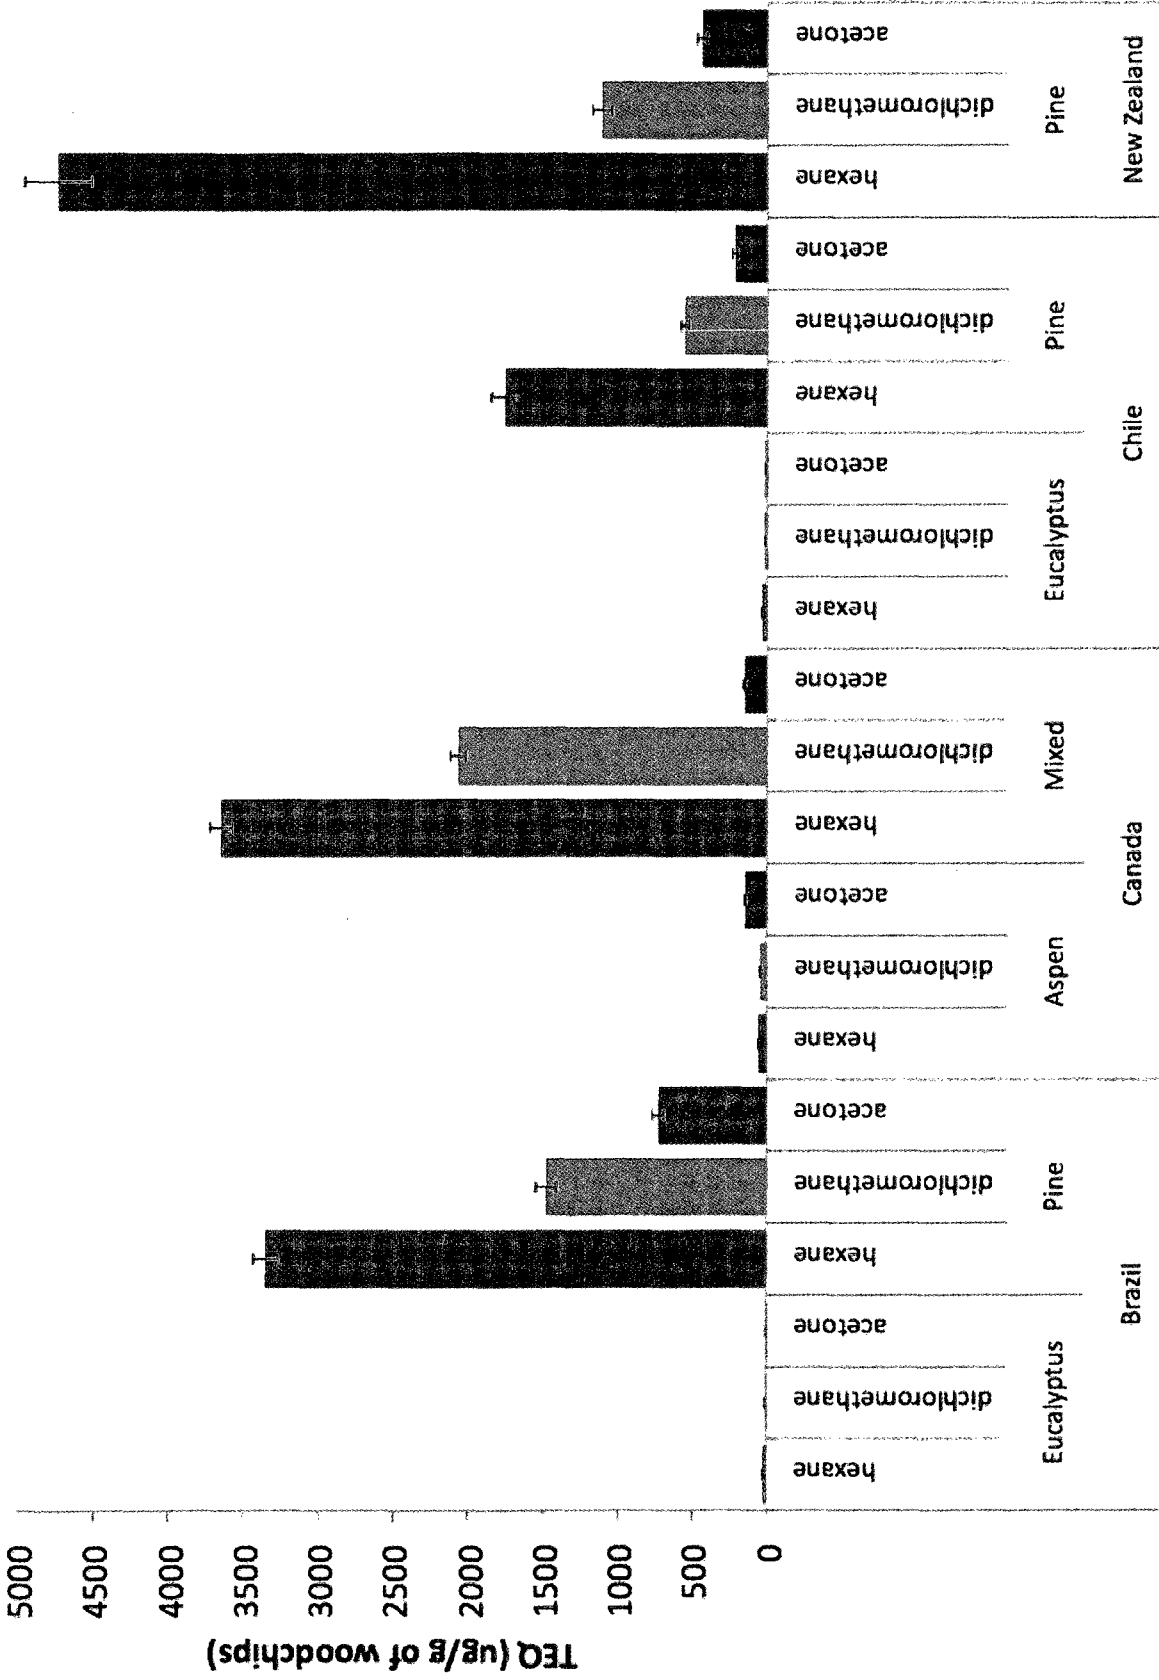 TEQ (ug/g of woodchips)
5000
4500
4000
3500
3000
2500
2000
1500
1000
500
0
hexane
dichloromethane
acetone
hexane
dichloromethane
acetone
hexane
dichloromethane
acetone
hexane
dichloromethane
acetone
hexane
dichloromethane
acetone
hexane
dichloromethane
acetone
hexane
dichloromethane
acetone
Eucalyptus
Pine
Aspen
Mixed
Eucalyptus
Pine
Pine
Brazil
Canada
Chile
New Zealand